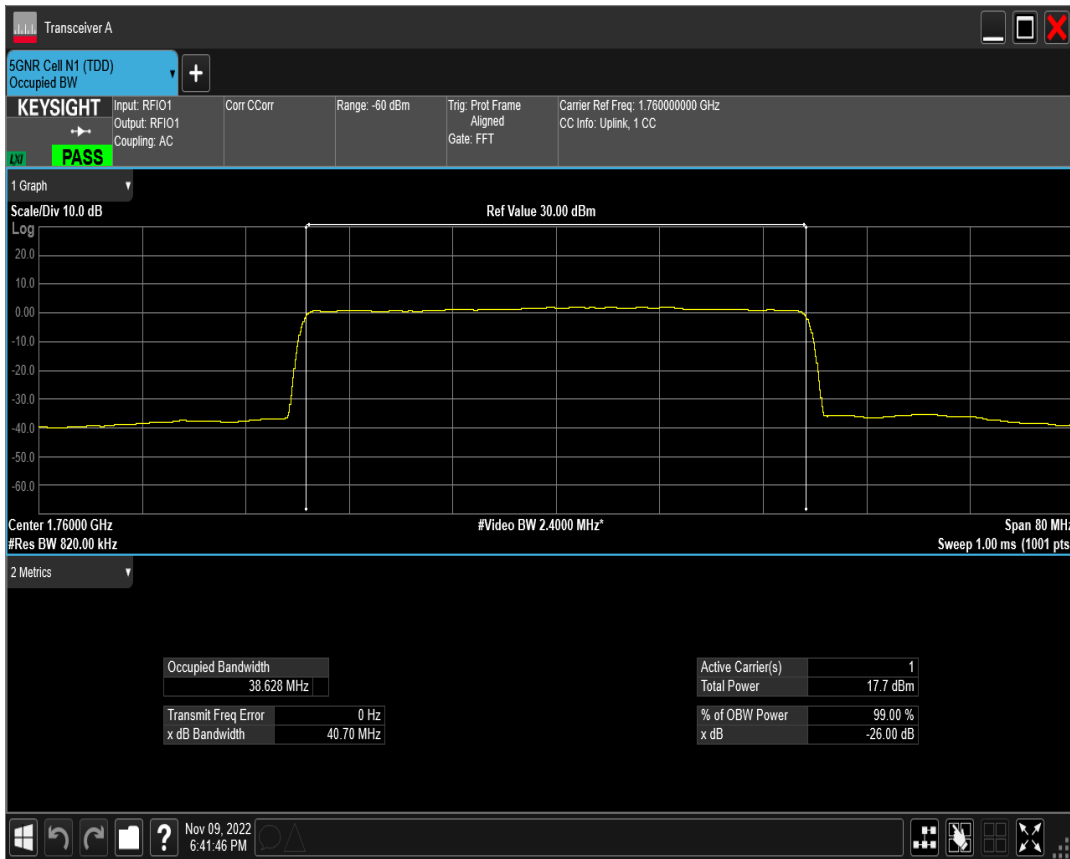 Transceiver A
5GNR Cell N1 (TDD)
Occupied BW
+
KEYSIGHT
LXI
PASS
Input: RFIO1
Output: RFIO1
Coupling: AC
Corr CCorr
Range: -60 dBm
Trig: Prot Frame
Aligned
Gate: FFT
Carrier Ref Freq: 1.760000000 GHz
CC Info: Uplink, 1 CC
1 Graph
Scale/Div 10.0 dB
Ref Value 30.00 dBm
Log
20.0
10.0
0.00
-10.0
-20.0
-30.0
-40.0
-50.0
-60.0
Center 1.76000 GHz
#Video BW 2.4000 MHz*
Span 80 MHz
#Res BW 820.00 kHz
Sweep 1.00 ms (1001 pts
2 Metrics
Occupied Bandwidth
38.628 MHz
Transmit Freq Error 0 Hz
x dB Bandwidth 40.70 MHz
Active Carrier(s) 1
Total Power 17.7 dBm
% of OBW Power 99.00 %
x dB -26.00 dB
?
Nov 09, 2022
6:41:46 PM